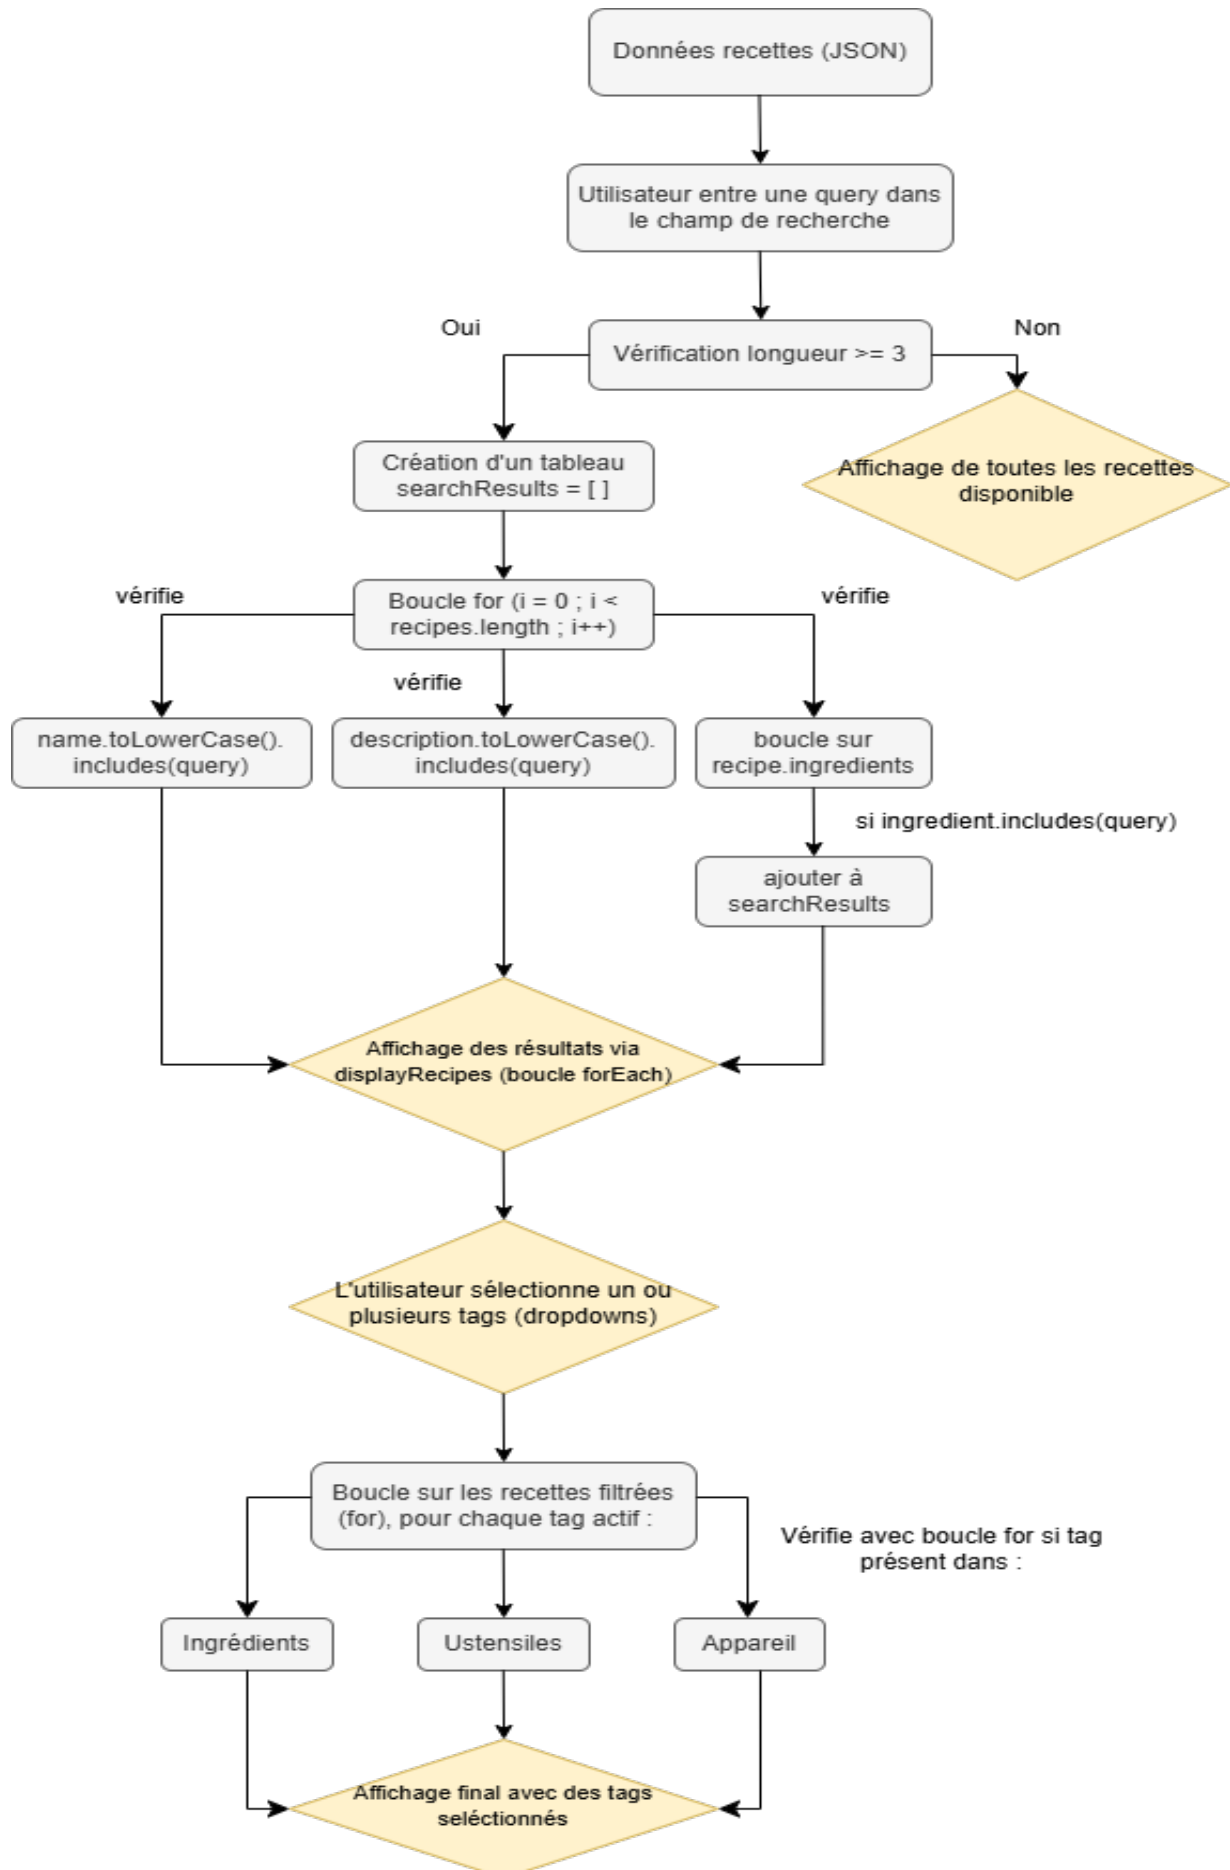 Données recettes (JSON)
Utilisateur entre une query dans
le champ de recherche
Oui
Non
Vérification longueur >= 3
Création d'un tableau
searchResults = [ ]
Affichage de toutes les recettes
disponible
vérifie
Boucle for (i = 0 ; i <
recipes.length ; i++)
vérifie
vérifie
name.toLowerCase().
includes(query)
description.toLowerCase().
includes(query)
boucle sur
recipe.ingredients
si ingredient.includes(query)
ajouter à
searchResults
Affichage des résultats via
displayRecipes (boucle forEach)
L'utilisateur sélectionne un ou
plusieurs tags (dropdowns)
Boucle sur les recettes filtrées
(for), pour chaque tag actif :
Vérifie avec boucle for si tag
présent dans :
Ingrédients
Ustensiles
Appareil
Affichage final avec des tags
seléctionnés